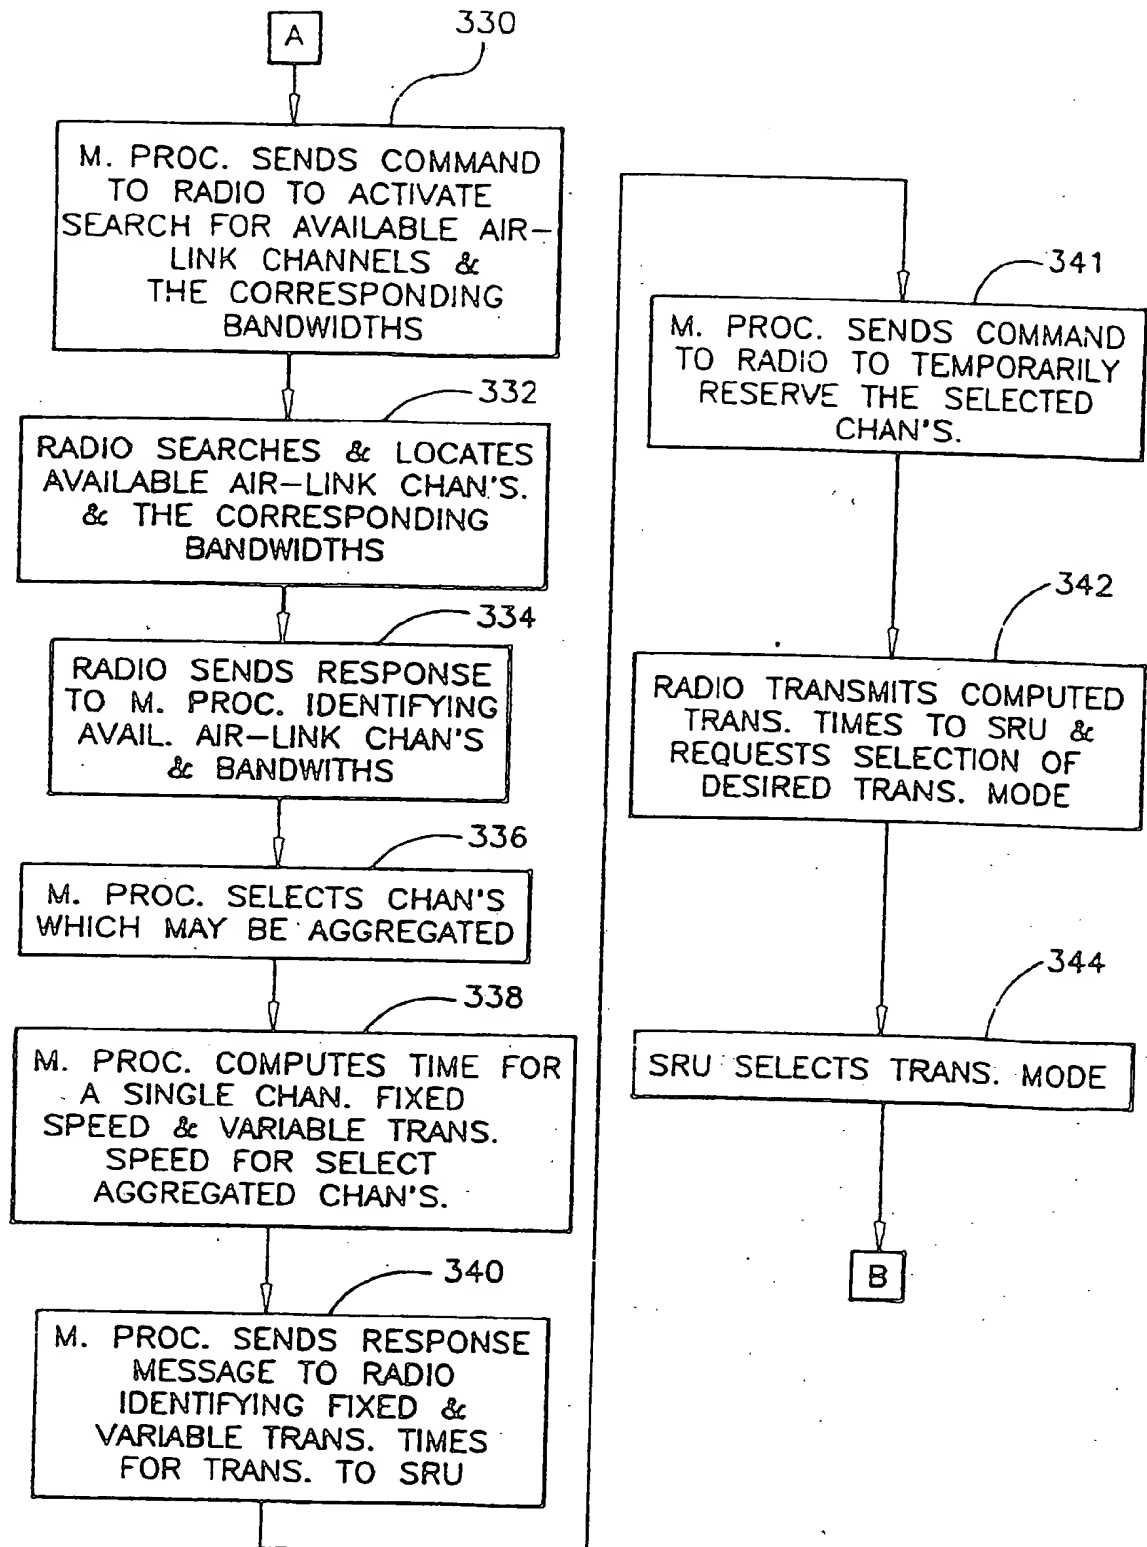 A
330
M. PROC. SENDS COMMAND
TO RADIO TO ACTIVATE
SEARCH FOR AVAILABLE AIR–
LINK CHANNELS &
THE CORRESPONDING
BANDWIDTHS
332
RADIO SEARCHES & LOCATES
AVAILABLE AIR–LINK CHAN'S.
& THE CORRESPONDING
BANDWIDTHS
334
RADIO SENDS RESPONSE
TO M. PROC. IDENTIFYING
AVAIL. AIR–LINK CHAN'S
& BANDWITHS
336
M. PROC. SELECTS CHAN'S
WHICH MAY BE AGGREGATED
338
M. PROC. COMPUTES TIME FOR
A SINGLE CHAN. FIXED
SPEED & VARIABLE TRANS.
SPEED FOR SELECT
AGGREGATED CHAN'S.
340
M. PROC. SENDS RESPONSE
MESSAGE TO RADIO
IDENTIFYING FIXED &
VARIABLE TRANS. TIMES
FOR TRANS. TO SRU
341
M. PROC. SENDS COMMAND
TO RADIO TO TEMPORARILY
RESERVE THE SELECTED
CHAN'S.
342
RADIO TRANSMITS COMPUTED
TRANS. TIMES TO SRU &
REQUESTS SELECTION OF
DESIRED TRANS. MODE
344
SRU SELECTS TRANS. MODE
B